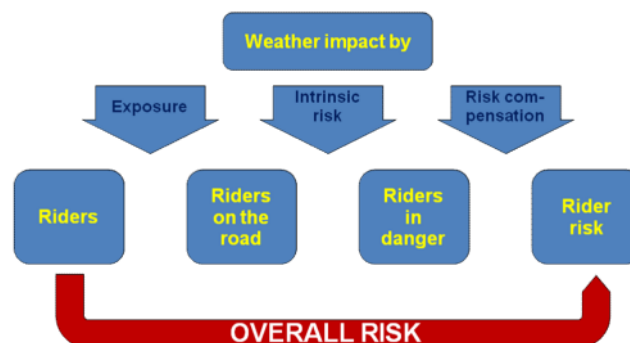 Weather impact by
Exposure
Intrinsic
risk
Risk com-
pensation
Riders
Riders
on the
road
Riders
in
danger
Rider
risk
OVERALL RISK